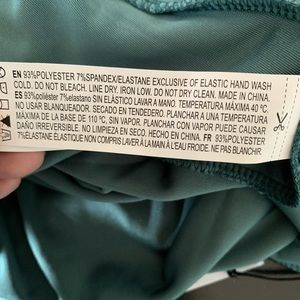 EN 93%POLYESTER 7%SPANDEX/ELASTANE EXCLUSIVE OF ELASTIC HAND WASH
COLD. DO NOT BLEACH. LINE DRY. IRON LOW. DO NOT DRY CLEAN. MADE IN CHINA.
ES 93%poliéster 7%elastano SIN ELÁSTICO LAVAR A MANO. TEMPERATURA MÁXIMA 40 ºC.
NO USAR BLANQUEADOR. SECADO EN TENDEDERO. PLANCHAR A UNA TEMPERATURA
MÁXIMA DE LA BASE DE 110 ºC, SIN VAPOR. PLANCHAR CON VAPOR PUEDE CAUSAR
DAÑO IRREVERSIBLE. NO LIMPIEZA EN SECO. HECHO EN CHINA. FR 93%POLYESTER
7%ELASTANE ELASTIQUE NON COMPRIS LAVER À LA MAIN À L'EAU FROIDE. NE PAS BLANCHIR.